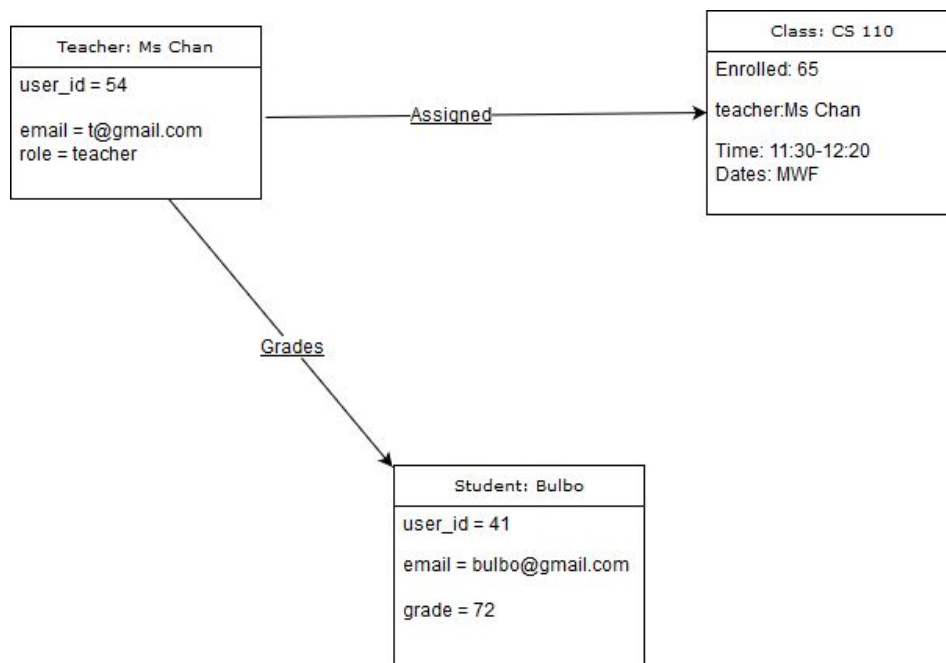 Teacher: Ms Chan
user_id = 54
email = t@gmail.com
role = teacher
Assigned
Class: CS 110
Enrolled: 65
teacher:Ms Chan
Time: 11:30-12:20
Dates: MWF
Grades
Student: Bulbo
user_id = 41
email = bulbo@gmail.com
grade = 72